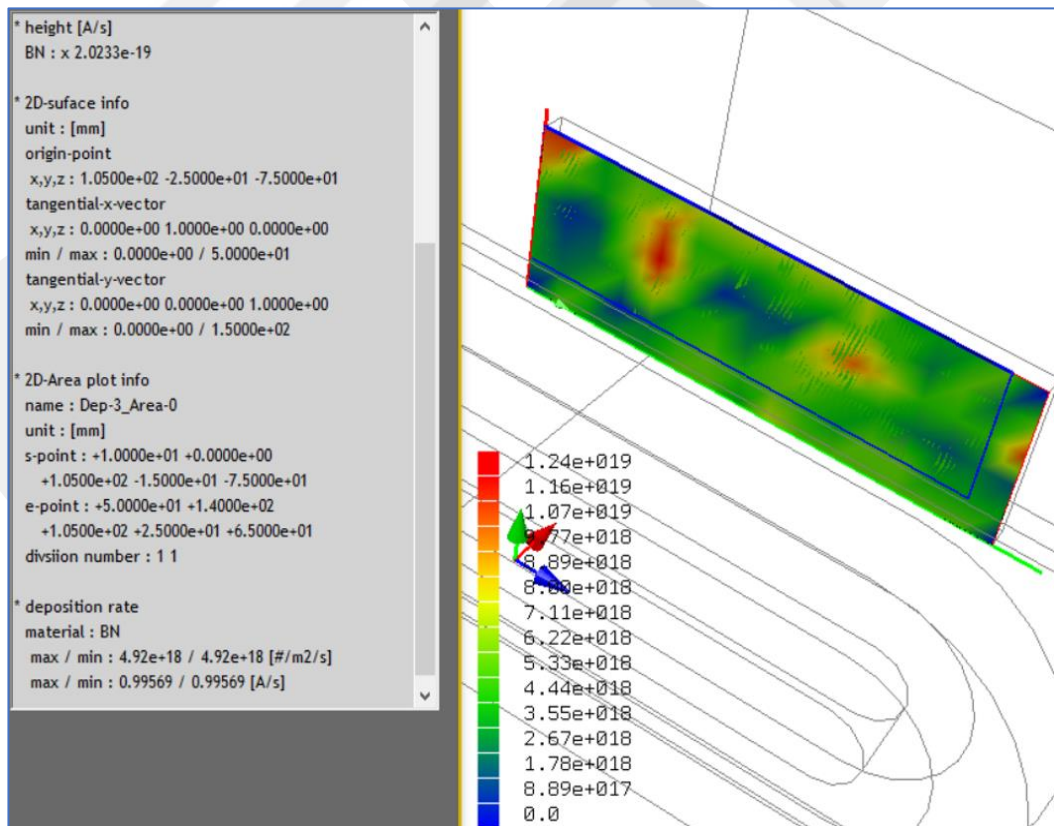 * height [A/s]
BN : x 2.0233e-19
* 2D-suface info
unit : [mm]
origin-point
x,y,z : 1.0500e+02 -2.5000e+01 -7.5000e+01
tangential-x-vector
x,y,z : 0.0000e+00 1.0000e+00 0.0000e+00
min / max : 0.0000e+00 / 5.0000e+01
tangential-y-vector
x,y,z : 0.0000e+00 0.0000e+00 1.0000e+00
min / max : 0.0000e+00 / 1.5000e+02
* 2D-Area plot info
name : Dep-3_Area-0
unit : [mm]
s-point : +1.0000e+01 +0.0000e+00
+1.0500e+02 -1.5000e+01 -7.5000e+01
e-point : +5.0000e+01 +1.4000e+02
+1.0500e+02 +2.5000e+01 +6.5000e+01
divsiion number : 1 1
* deposition rate
material : BN
max / min : 4.92e+18 / 4.92e+18 [#/m2/s]
max / min : 0.99569 / 0.99569 [A/s]
1.24e+019
1.16e+019
1.07e+019
9.77e+018
8.89e+018
8.00e+018
7.11e+018
6.22e+018
5.33e+018
4.44e+018
3.55e+018
2.67e+018
1.78e+018
8.89e+017
0.0